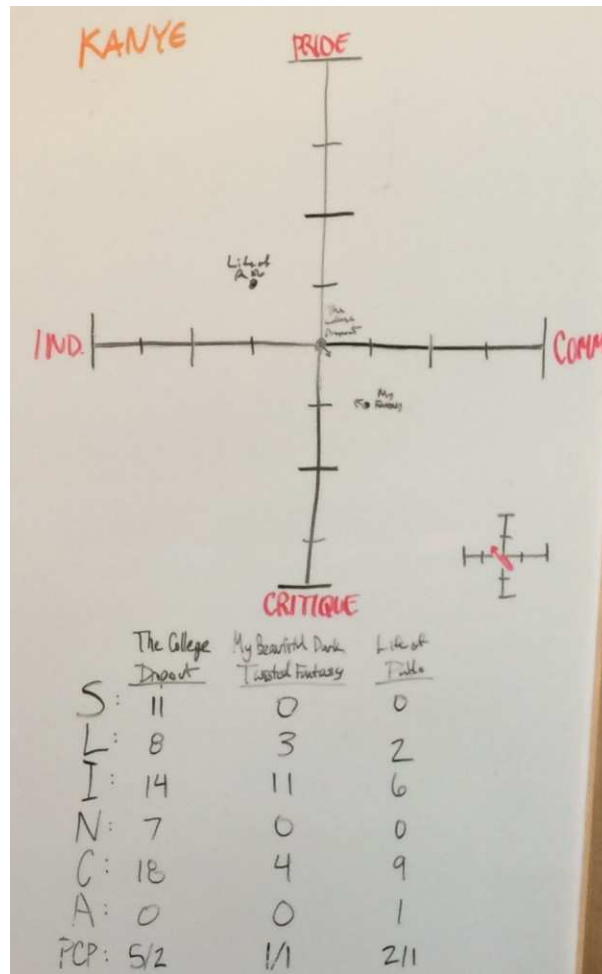 KANYE
PRIDE
Life of
The
College
Dropout
IND.
COMM
My
Fantasy
CRITIQUE
The College My Beautiful Dark Life of
Dropout Twisted Fantasy Pablo
S: 11 0 0
L: 8 3 2
I: 14 11 6
N: 7 0 0
C: 18 4 9
A: 0 0 1
PCP: 5/2 1/1 2/1